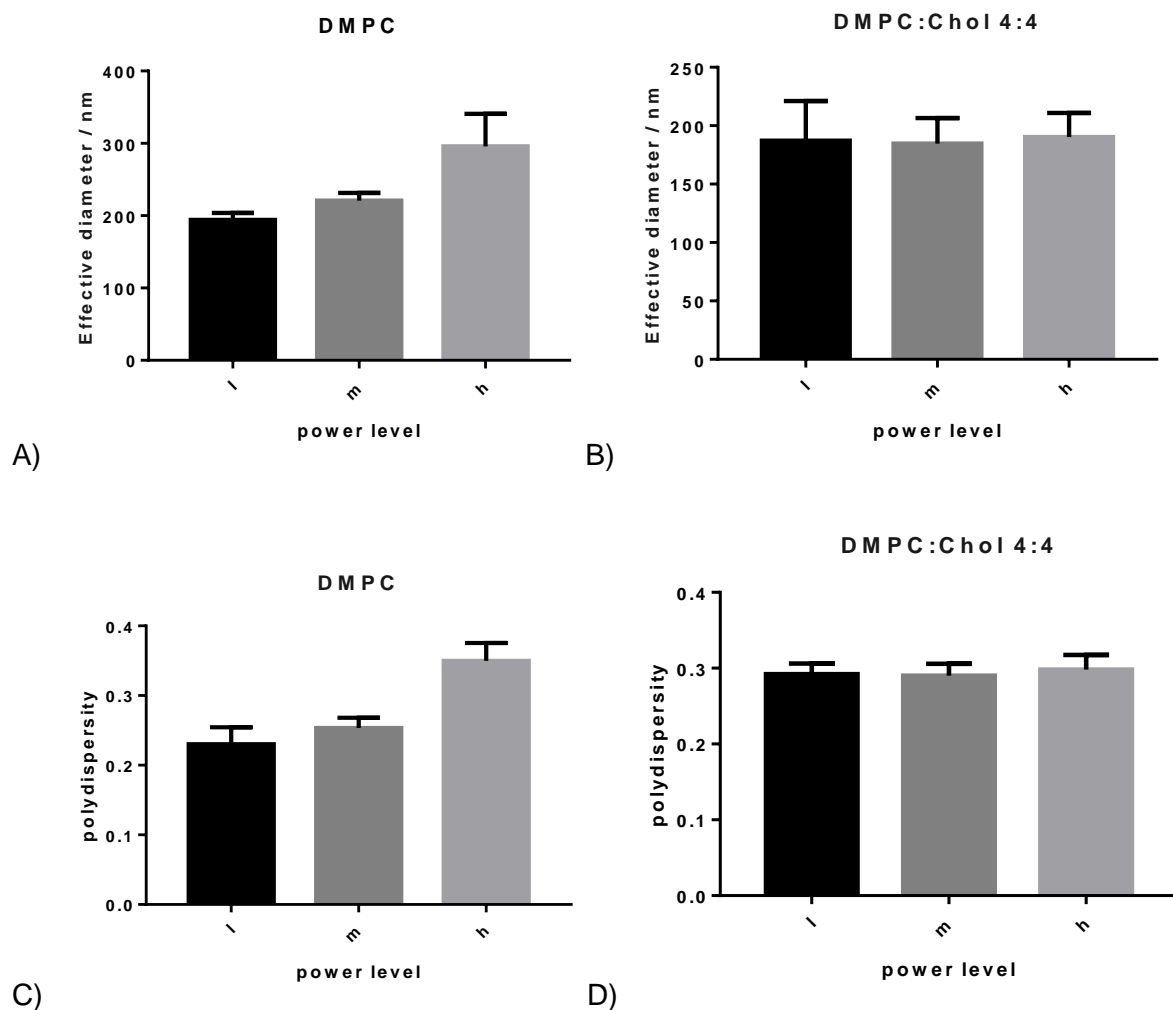 DMPC
Effective diameter / nm
400
300
200
100
0
l
m
h
power level
A)
DMPC:Chol 4:4
Effective diameter / nm
250
200
150
100
50
0
l
m
h
power level
B)
DMPC
polydispersity
0.4
0.3
0.2
0.1
0.0
l
m
h
power level
C)
DMPC:Chol 4:4
polydispersity
0.4
0.3
0.2
0.1
0.0
l
m
h
power level
D)